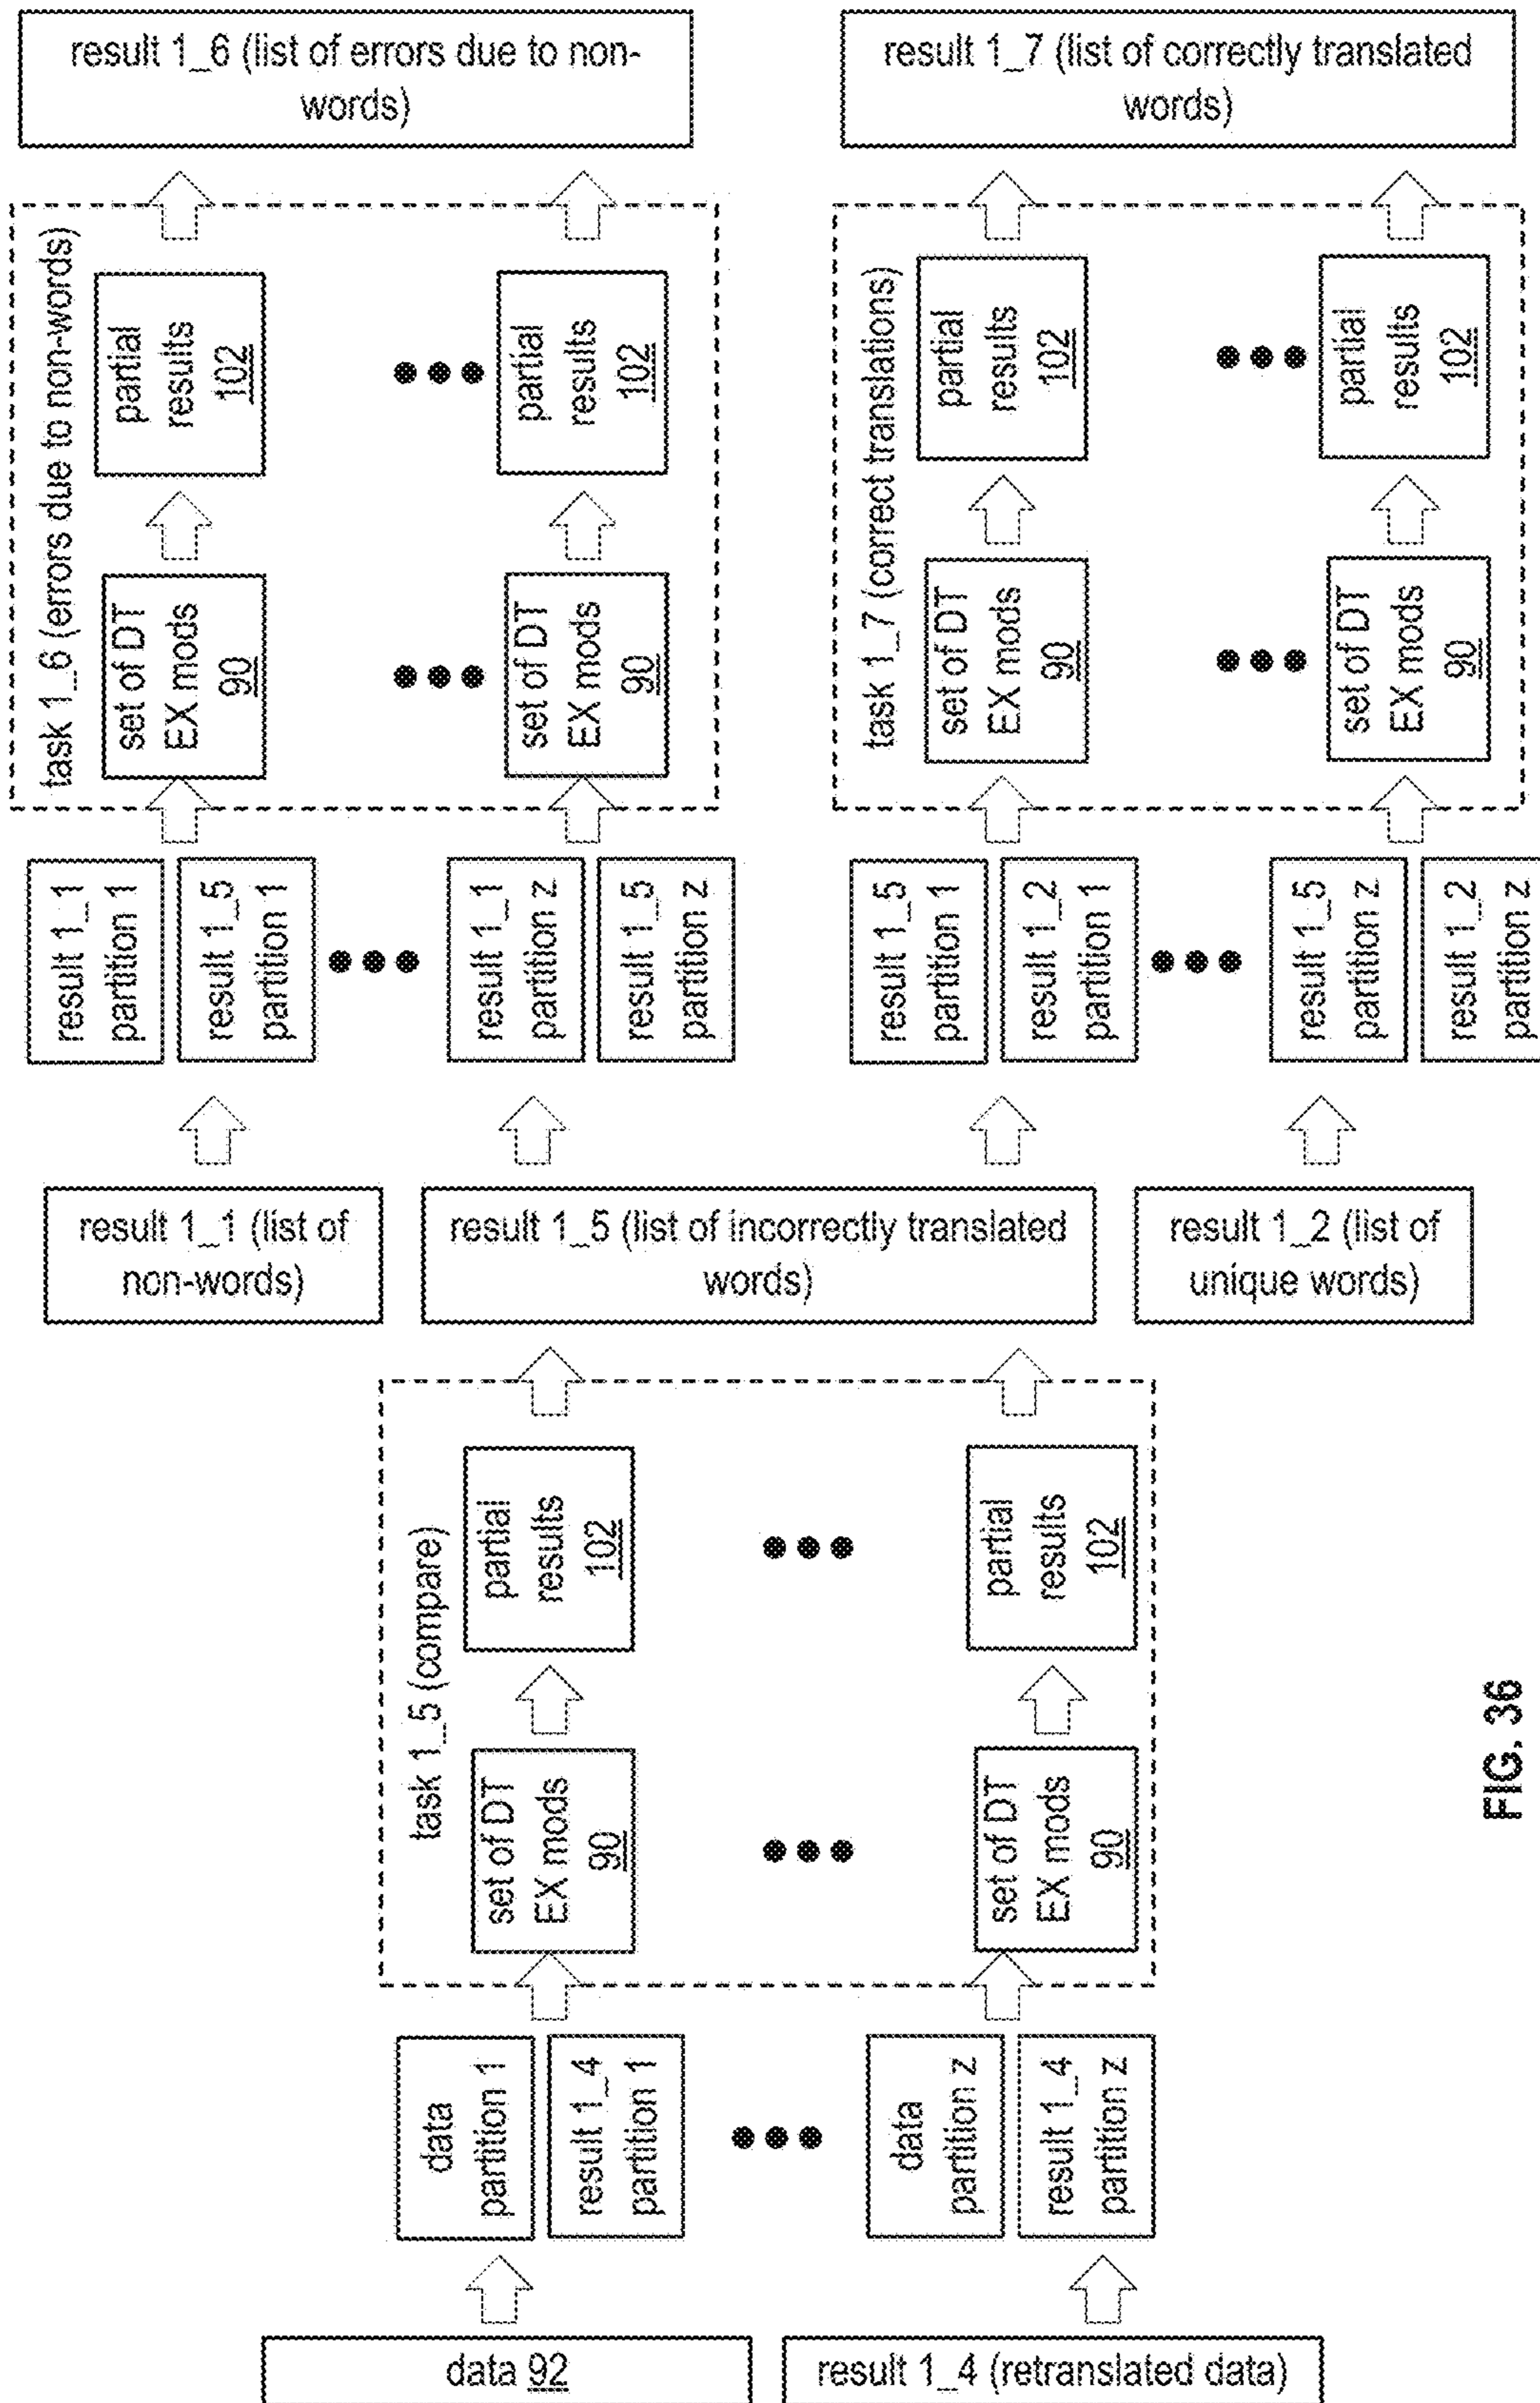 data 92
result 1_4 (retranslated data)
data
partition 1
result 1_4
partition 1
data
partition z
result 1_4
partition z
task 1_5 (compare)
set of DT
EX mods
90
partial
results
102
set of DT
EX mods
90
partial
results
102
result 1_1 (list of
non-words)
result 1_5 (list of incorrectly translated
words)
result 1_2 (list of
unique words)
result 1_1
partition 1
result 1_5
partition 1
result 1_1
partition z
result 1_5
partition z
task 1_6 (errors due to non-words)
set of DT
EX mods
90
partial
results
102
set of DT
EX mods
90
partial
results
102
result 1_6 (list of errors due to non-
words)
result 1_5
partition 1
result 1_2
partition 1
result 1_5
partition z
result 1_2
partition z
task 1_7 (correct translations)
set of DT
EX mods
90
partial
results
102
set of DT
EX mods
90
partial
results
102
result 1_7 (list of correctly translated
words)
FIG. 36